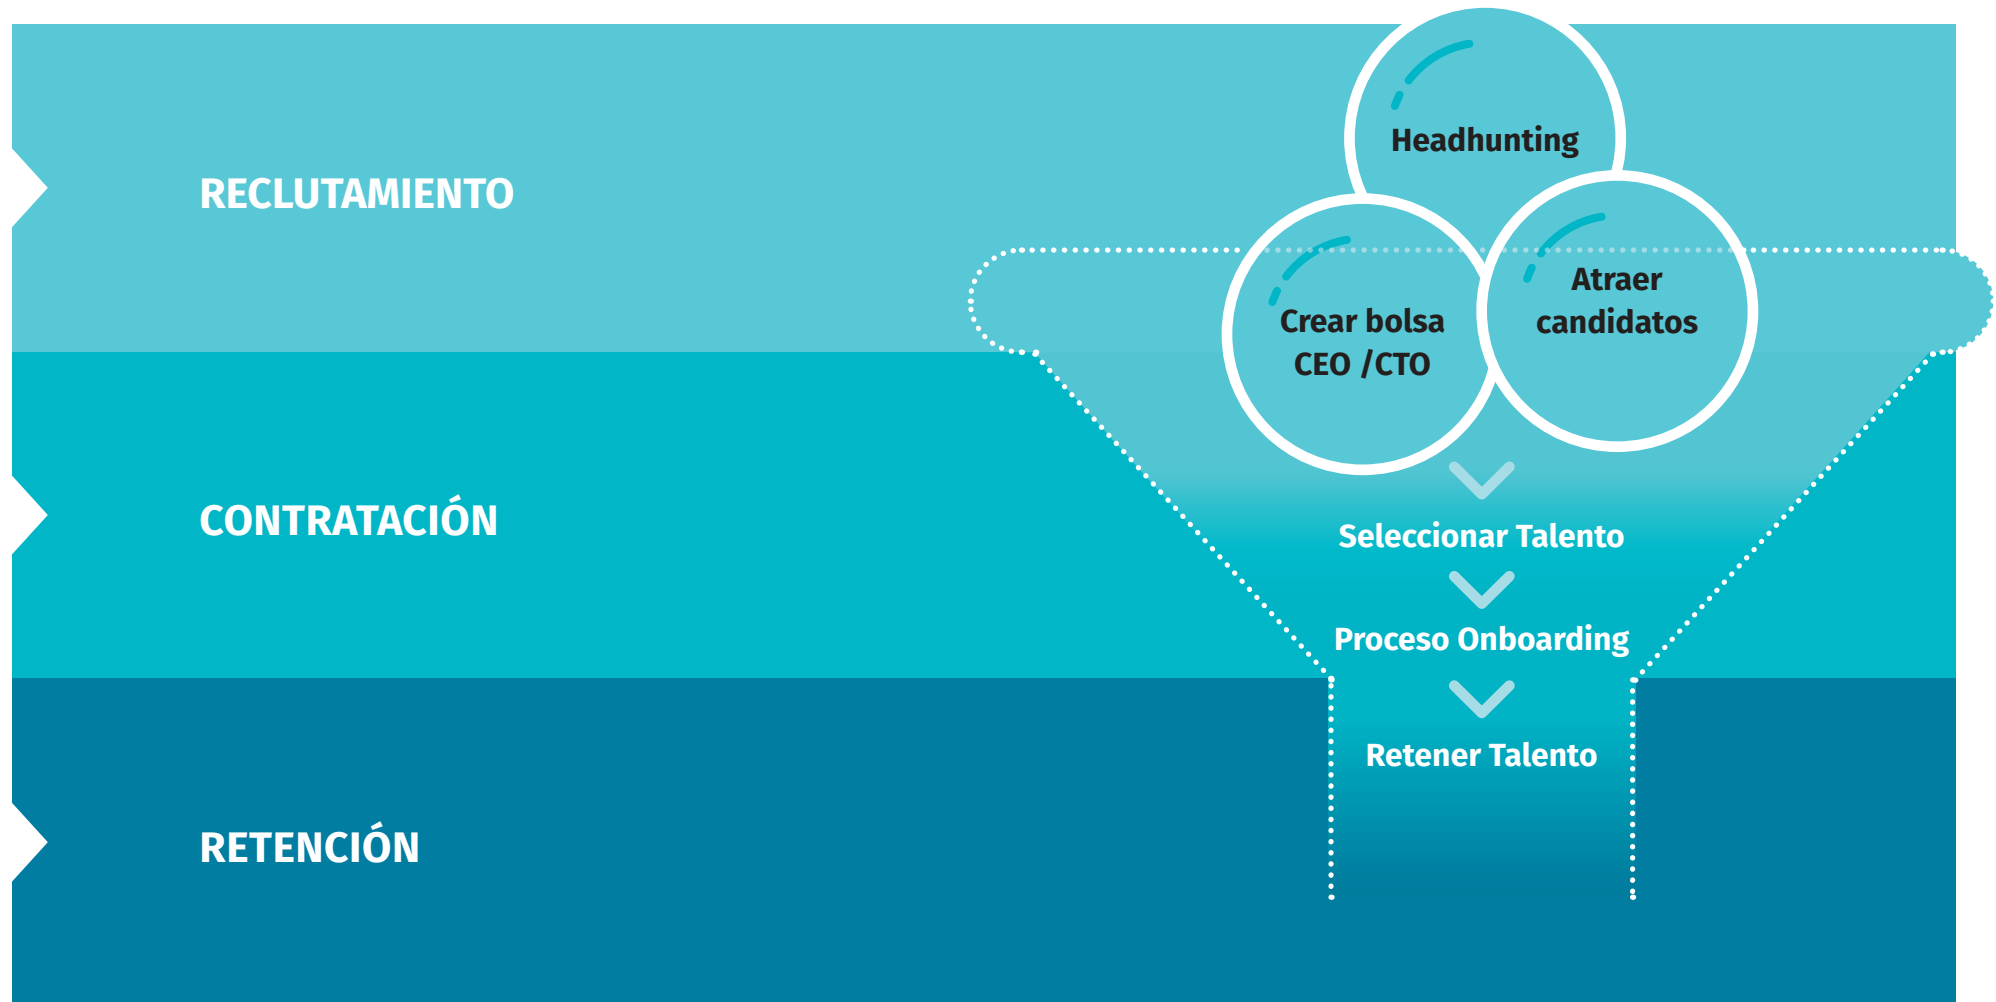 RECLUTAMIENTO
Headhunting
Crear bolsa
CEO /CTO
Atraer
candidatos
CONTRATACIÓN
Seleccionar Talento
Proceso Onboarding
RETENCIÓN
Retener Talento